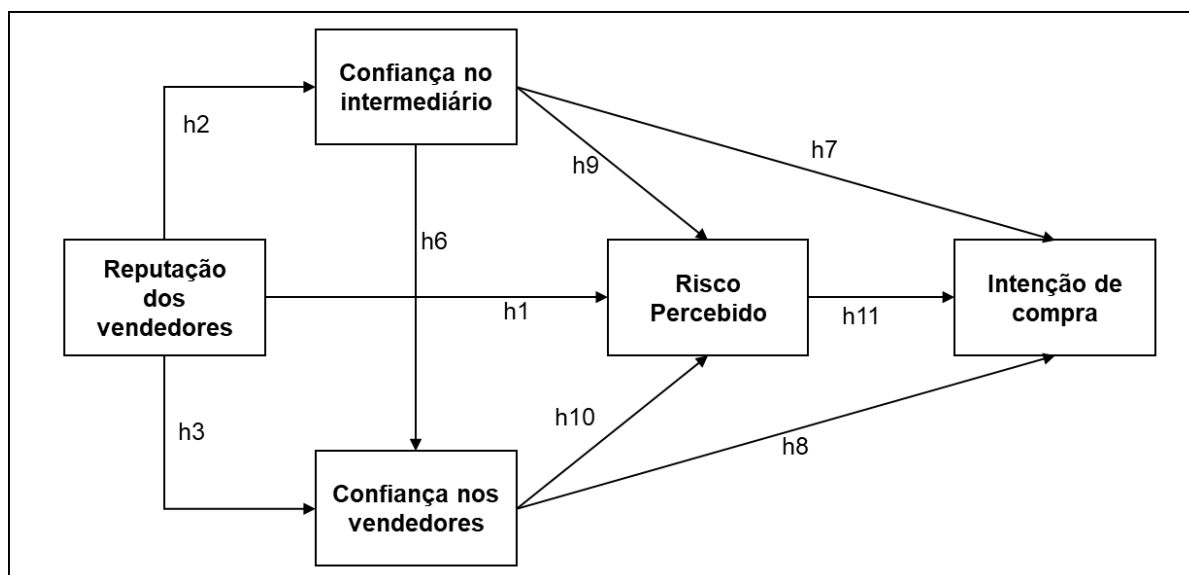 Confiança no
intermediário
h2
h9
h7
h6
Reputação
dos
vendedores
h1
Risco
Percebido
h11
Intenção de
compra
h3
h10
h8
Confiança nos
vendedores